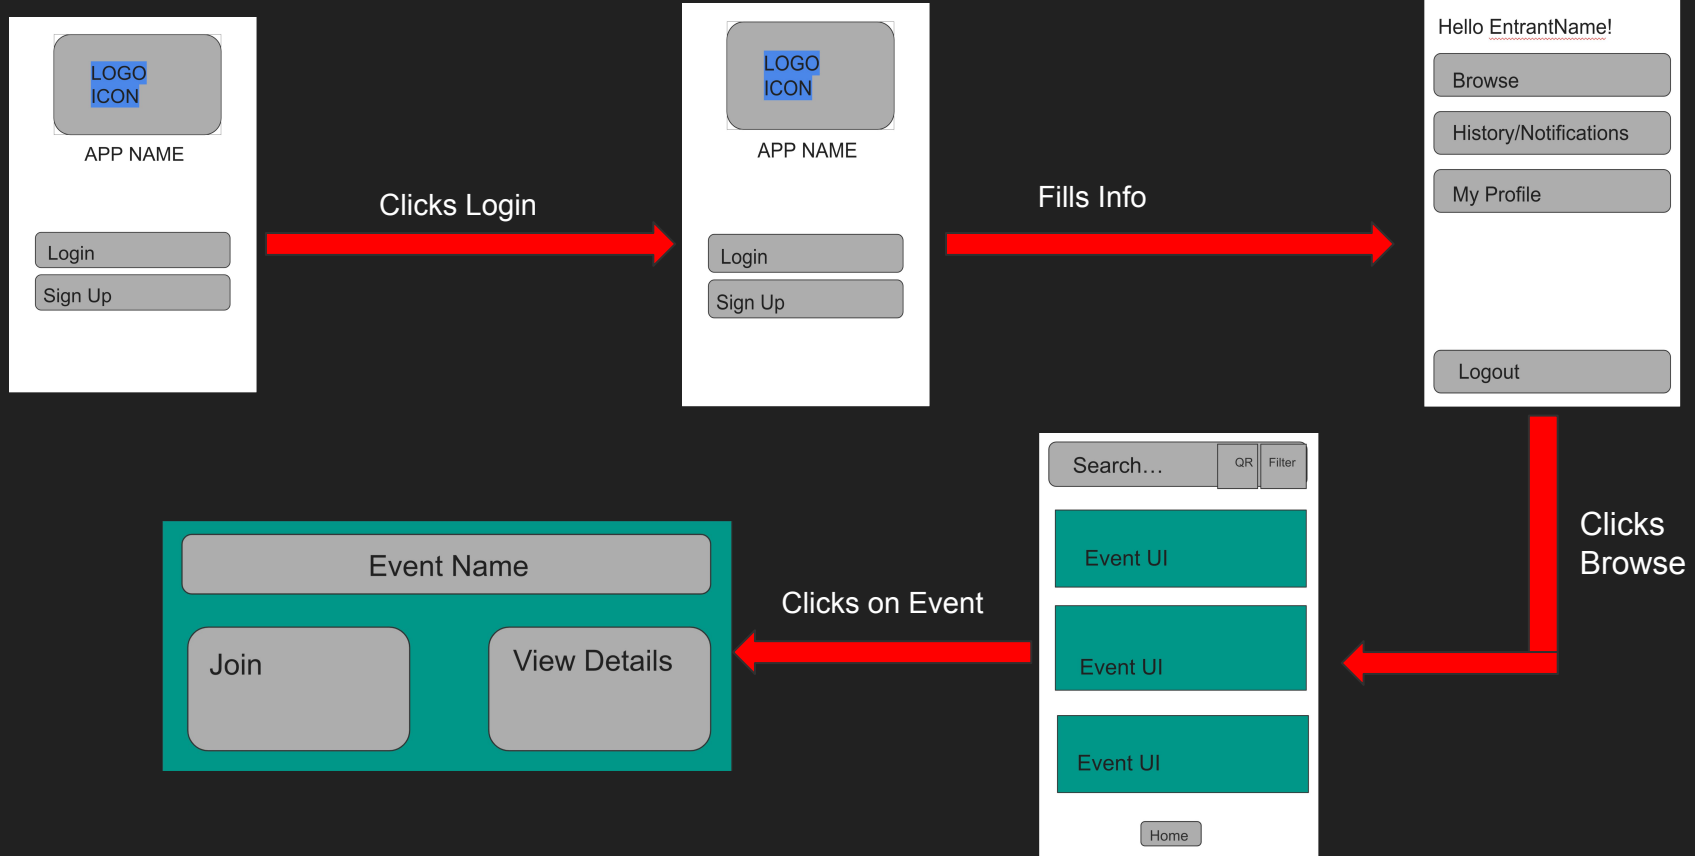 LOGO
ICON
APP NAME
Login
Sign Up
Clicks Login
LOGO
ICON
APP NAME
Login
Sign Up
Fills Info
Hello EntrantName!
Browse
History/Notifications
My Profile
Logout
Clicks
Browse
Search...
QR
Filter
Event UI
Event UI
Event UI
Home
Clicks on Event
Event Name
Join
View Details